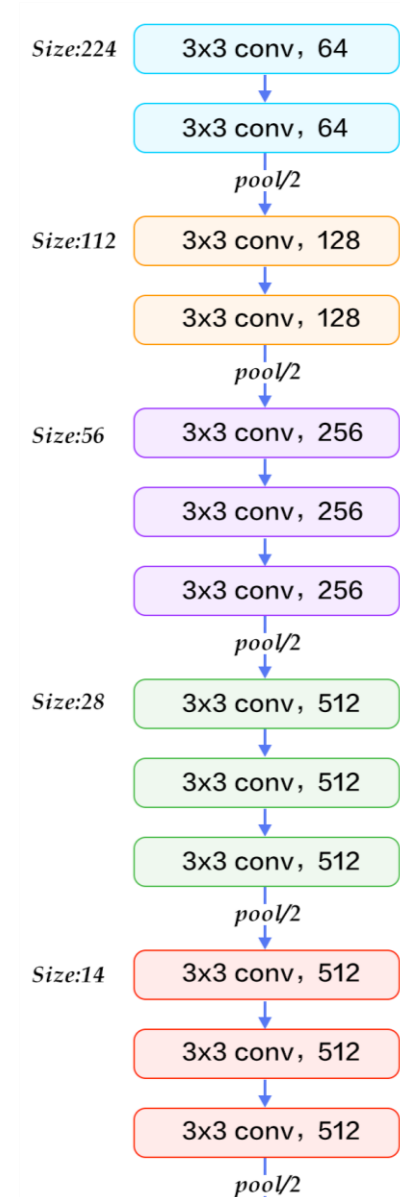 Size:224 3x3 conv, 64
3x3 conv, 64
pool/2
Size:112 3x3 conv, 128
3x3 conv, 128
pool/2
Size:56 3x3 conv, 256
3x3 conv, 256
3x3 conv, 256
pool/2
Size:28 3x3 conv, 512
3x3 conv, 512
3x3 conv, 512
pool/2
Size:14 3x3 conv, 512
3x3 conv, 512
3x3 conv, 512
pool/2